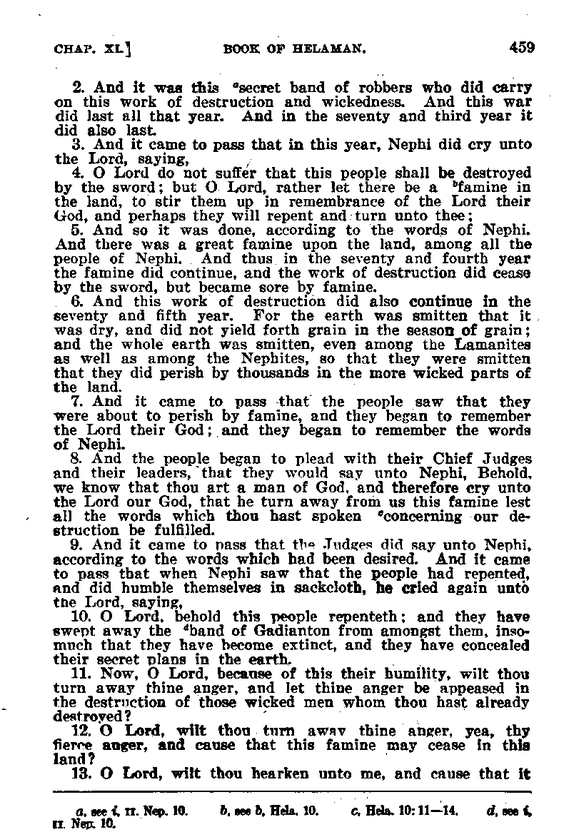 CHAP. XL] BOOK OF HELAMAN. 459
2. And it was this ᵃsecret band of robbers who did carry
on this work of destruction and wickedness. And this war
did last all that year. And in the seventy and third year it
did also last.
3. And it came to pass that in this year, Nephi did cry unto
the Lord, saying,
4. O Lord do not suffer that this people shall be destroyed
by the sword; but O Lord, rather let there be a ᵇfamine in
the land, to stir them up in remembrance of the Lord their
God, and perhaps they will repent and turn unto thee;
5. And so it was done, according to the words of Nephi.
And there was a great famine upon the land, among all the
people of Nephi. And thus in the seventy and fourth year
the famine did continue, and the work of destruction did cease
by the sword, but became sore by famine.
6. And this work of destruction did also continue in the
seventy and fifth year. For the earth was smitten that it
was dry, and did not yield forth grain in the season of grain;
and the whole earth was smitten, even among the Lamanites
as well as among the Nephites, so that they were smitten
that they did perish by thousands in the more wicked parts of
the land.
7. And it came to pass that the people saw that they
were about to perish by famine, and they began to remember
the Lord their God; and they began to remember the words
of Nephi.
8. And the people began to plead with their Chief Judges
and their leaders, that they would say unto Nephi, Behold,
we know that thou art a man of God, and therefore cry unto
the Lord our God, that he turn away from us this famine lest
all the words which thou hast spoken ᶜconcerning our de-
struction be fulfilled.
9. And it came to pass that the Judges did say unto Nephi,
according to the words which had been desired. And it came
to pass that when Nephi saw that the people had repented,
and did humble themselves in sackcloth, he cried again unto
the Lord, saying,
10. O Lord, behold this people repenteth; and they have
swept away the ᵈband of Gadianton from amongst them, inso-
much that they have become extinct, and they have concealed
their secret plans in the earth.
11. Now, O Lord, because of this their humility, wilt thou
turn away thine anger, and let thine anger be appeased in
the destruction of those wicked men whom thou hast already
destroyed?
12. O Lord, wilt thou turn away thine anger, yea, thy
fierce anger, and cause that this famine may cease in this
land?
13. O Lord, wilt thou hearken unto me, and cause that it
a, see i, II. Nep. 10. b, see b, Hela. 10. c, Hela. 10:11—14. d, see i,
II. Nep. 10.